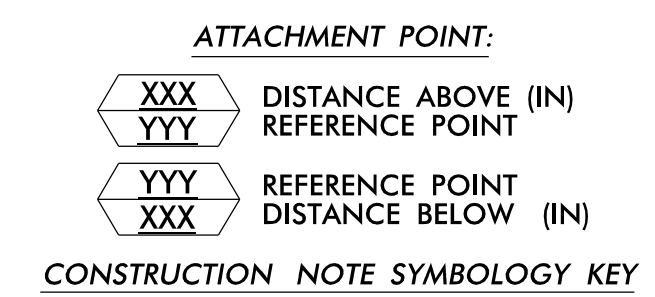 ATTACHMENT POINT:
XXX DISTANCE ABOVE (IN)
YYY REFERENCE POINT
YYY REFERENCE POINT
XXX DISTANCE BELOW (IN)
CONSTRUCTION NOTE SYMBOLOGY KEY